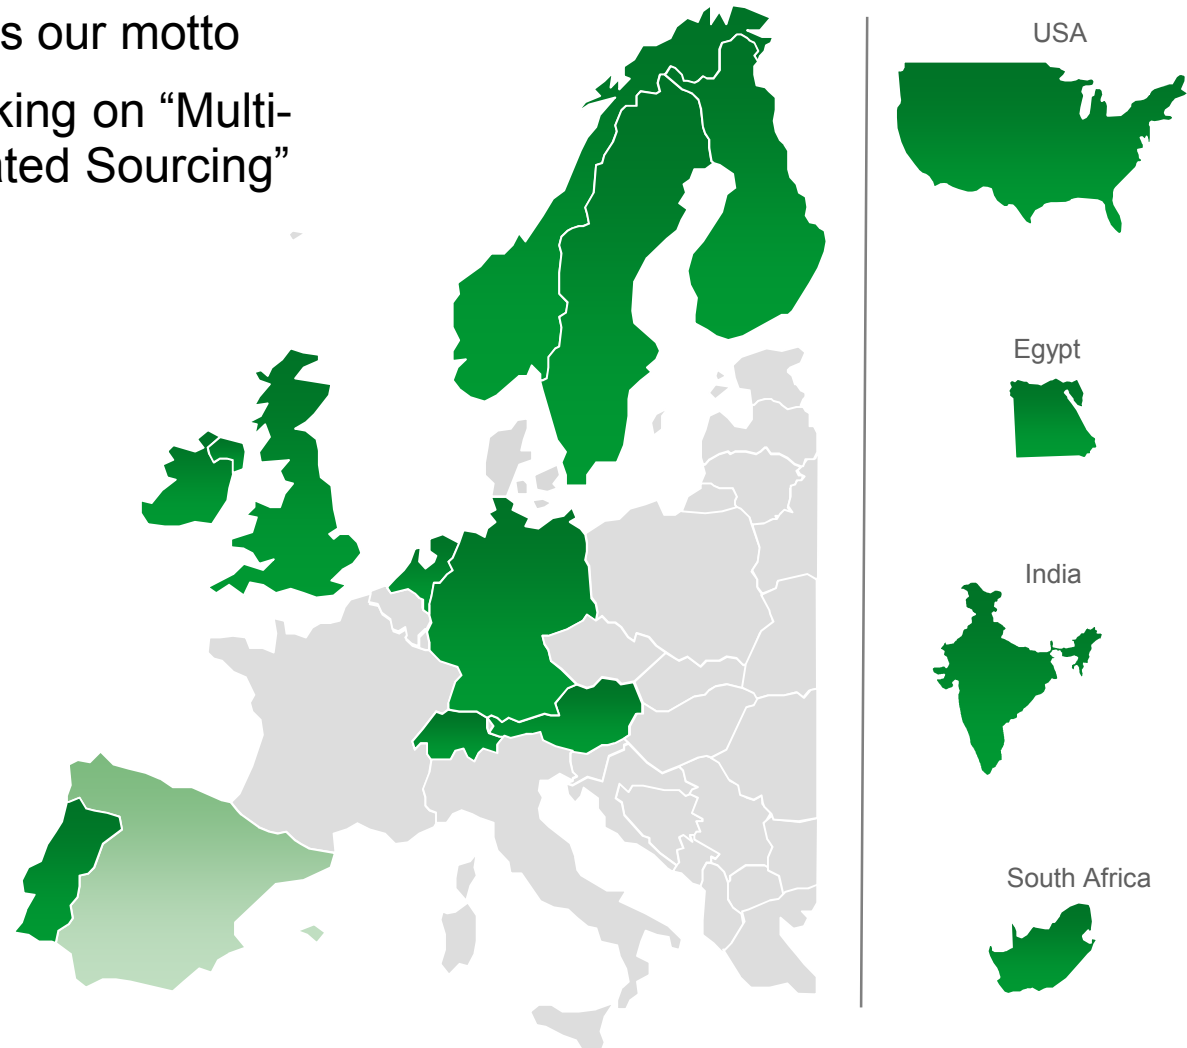 s our motto
king on “Multi-
ated Sourcing”
USA
Egypt
India
South Africa